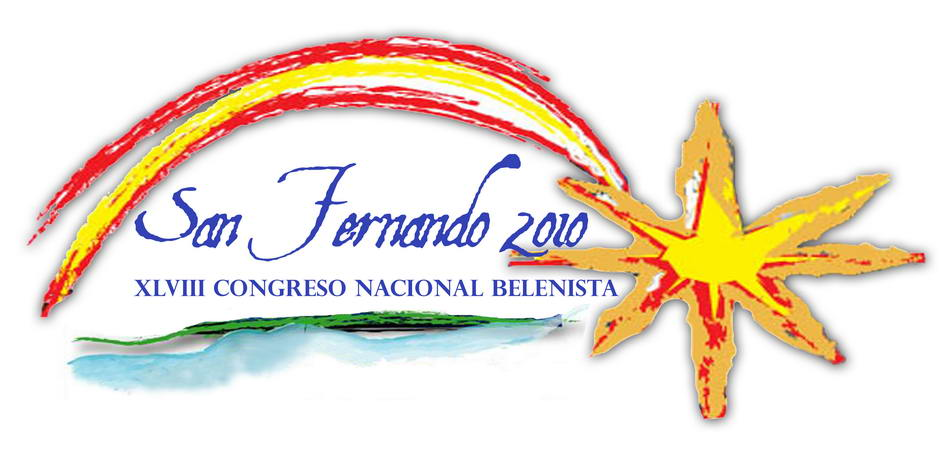 San Fernando 2010
XLVIII CONGRESO NACIONAL BELENISTA